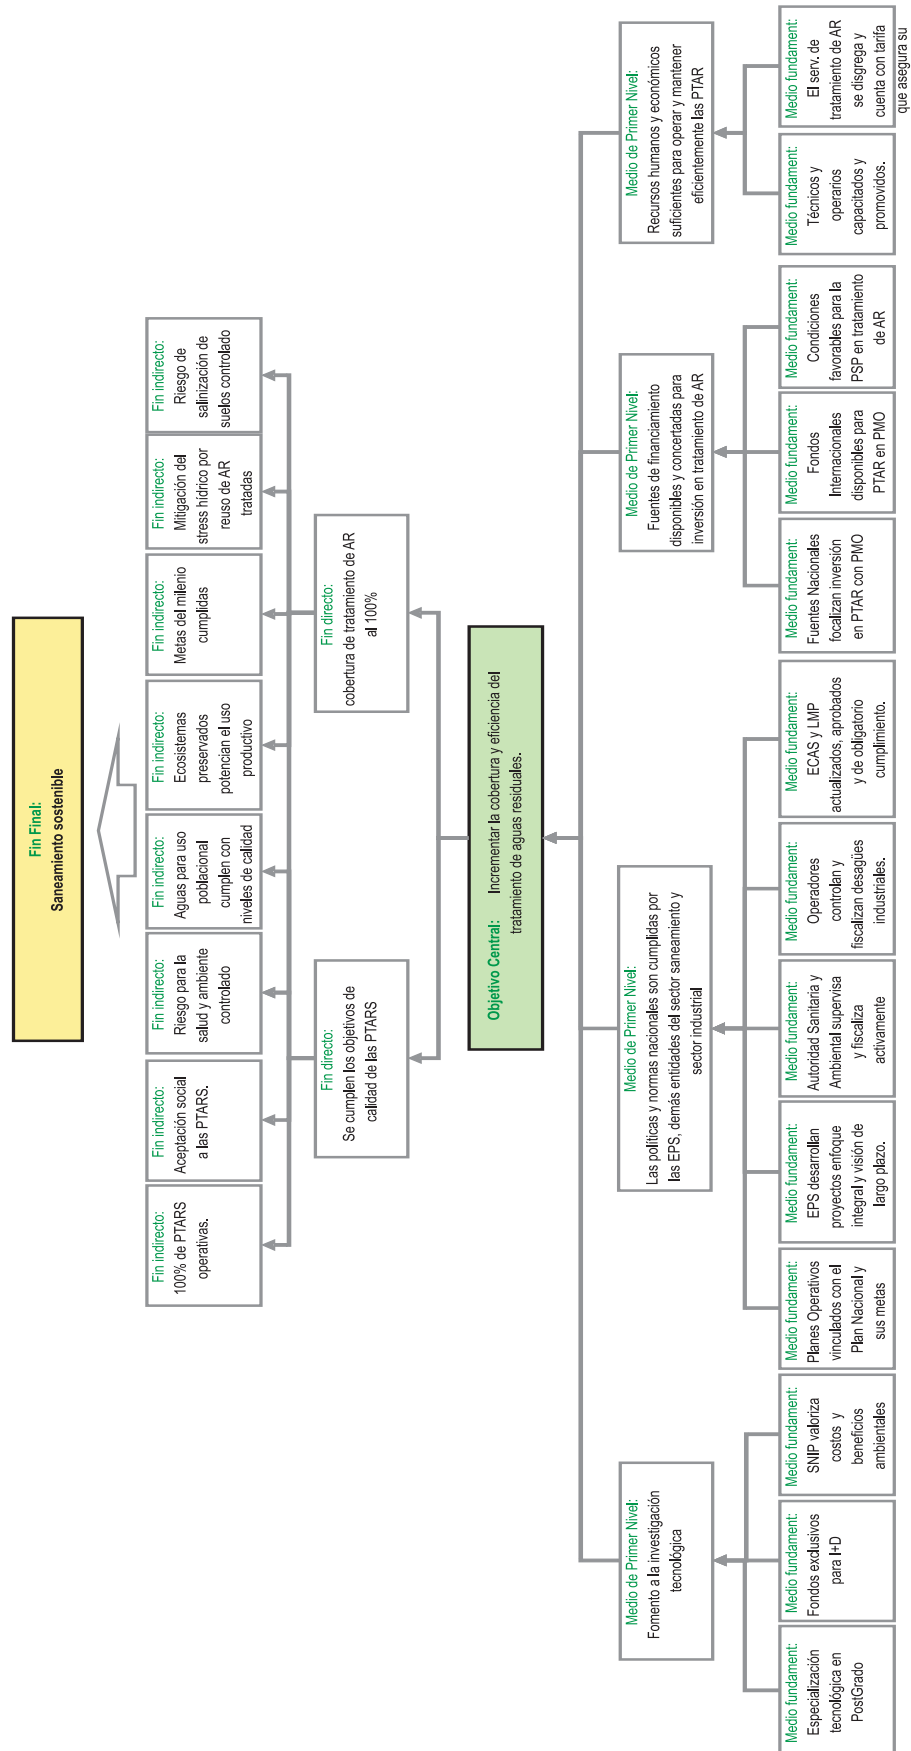 Fin Final:
Saneamiento sostenible
Fin indirecto:
100% de PTARS
operativas.
Fin indirecto:
Aceptación social
a las PTARS.
Fin indirecto:
Riesgo para la
salud y ambiente
controlado
Fin indirecto:
Aguas para uso
poblacional
cumplen con
niveles de calidad
Fin indirecto:
Ecosistemas
preservados
potencian el uso
productivo
Fin indirecto:
Metas del milenio
cumplidas
Fin indirecto:
Mitigación del
stress hídrico por
reuso de AR
tratadas
Fin indirecto:
Riesgo de
salinización de
suelos controlado
Fin directo:
Se cumplen los objetivos de
calidad de las PTARS
Fin directo:
cobertura de tratamiento de AR
al 100%
Objetivo Central: Incrementar la cobertura y eficiencia del
tratamiento de aguas residuales.
Medio de Primer Nivel:
Fomento a la investigación
tecnológica
Medio de Primer Nivel:
Las políticas y normas nacionales son cumplidas por
las EPS, demás entidades del sector saneamiento y
sector industrial
Medio de Primer Nivel:
Fuentes de financiamiento
disponibles y concertadas para
inversión en tratamiento de AR
Medio de Primer Nivel:
Recursos humanos y económicos
suficientes para operar y mantener
eficientemente las PTAR
Medio fundament:
Especialización
tecnológica en
PostGrado
Medio fundament:
Fondos exclusivos
para I+D
Medio fundament:
SNIP valoriza
costos y
beneficios
ambientales
Medio fundament:
Planes Operativos
vinculados con el
Plan Nacional y
sus metas
Medio fundament:
EPS desarrollan
proyectos enfoque
integral y visión de
largo plazo.
Medio fundament:
Autoridad Sanitaria y
Ambiental supervisa
y fiscaliza
activamente
Medio fundament:
Operadores
controlan y
fiscalizan desagües
industriales.
Medio fundament:
ECAS y LMP
actualizados, aprobados
y de obligatorio
cumplimiento.
Medio fundament:
Fuentes Nacionales
focalizan inversión
en PTAR con PMO
Medio fundament:
Fondos
Internacionales
disponibles para
PTAR en PMO
Medio fundament:
Condiciones
favorables para la
PSP en tratamiento
de AR
Medio fundament:
Técnicos y
operarios
capacitados y
promovidos.
Medio fundament:
El serv. de
tratamiento de AR
se disgrega y
cuenta con tarifa
que asegura su